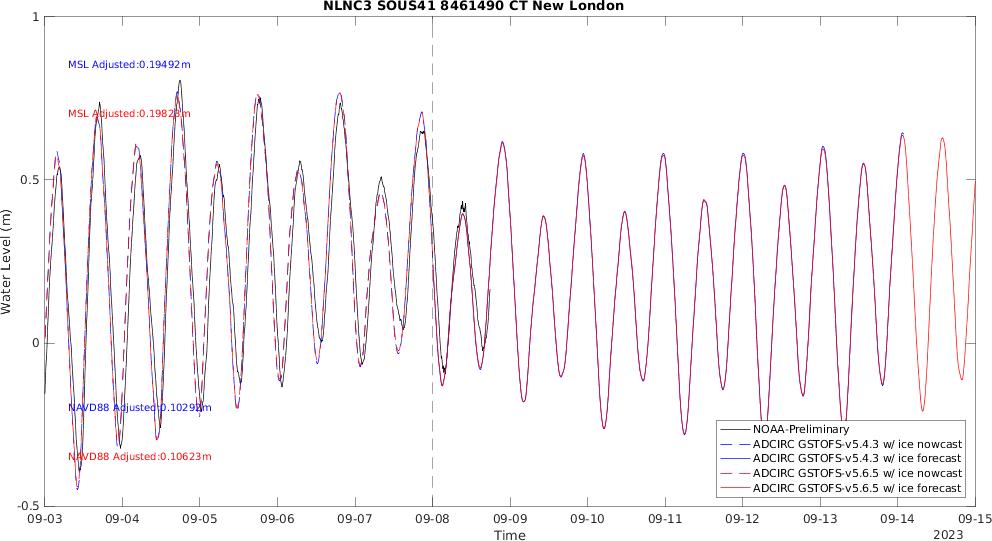 NLNC3 SOUS41 8461490 CT New London
1
0.5
0
-0.5
Water Level (m)
MSL Adjusted:0.19492m
MSL Adjusted:0.19823m
NAVD88 Adjusted:0.10292m
NAVD88 Adjusted:0.10623m
NOAA-Preliminary
ADCIRC GSTOFS-v5.4.3 w/ ice nowcast
ADCIRC GSTOFS-v5.4.3 w/ ice forecast
ADCIRC GSTOFS-v5.6.5 w/ ice nowcast
ADCIRC GSTOFS-v5.6.5 w/ ice forecast
09-03 09-04 09-05 09-06 09-07 09-08 09-09 09-10 09-11 09-12 09-13 09-14 09-15
Time
2023